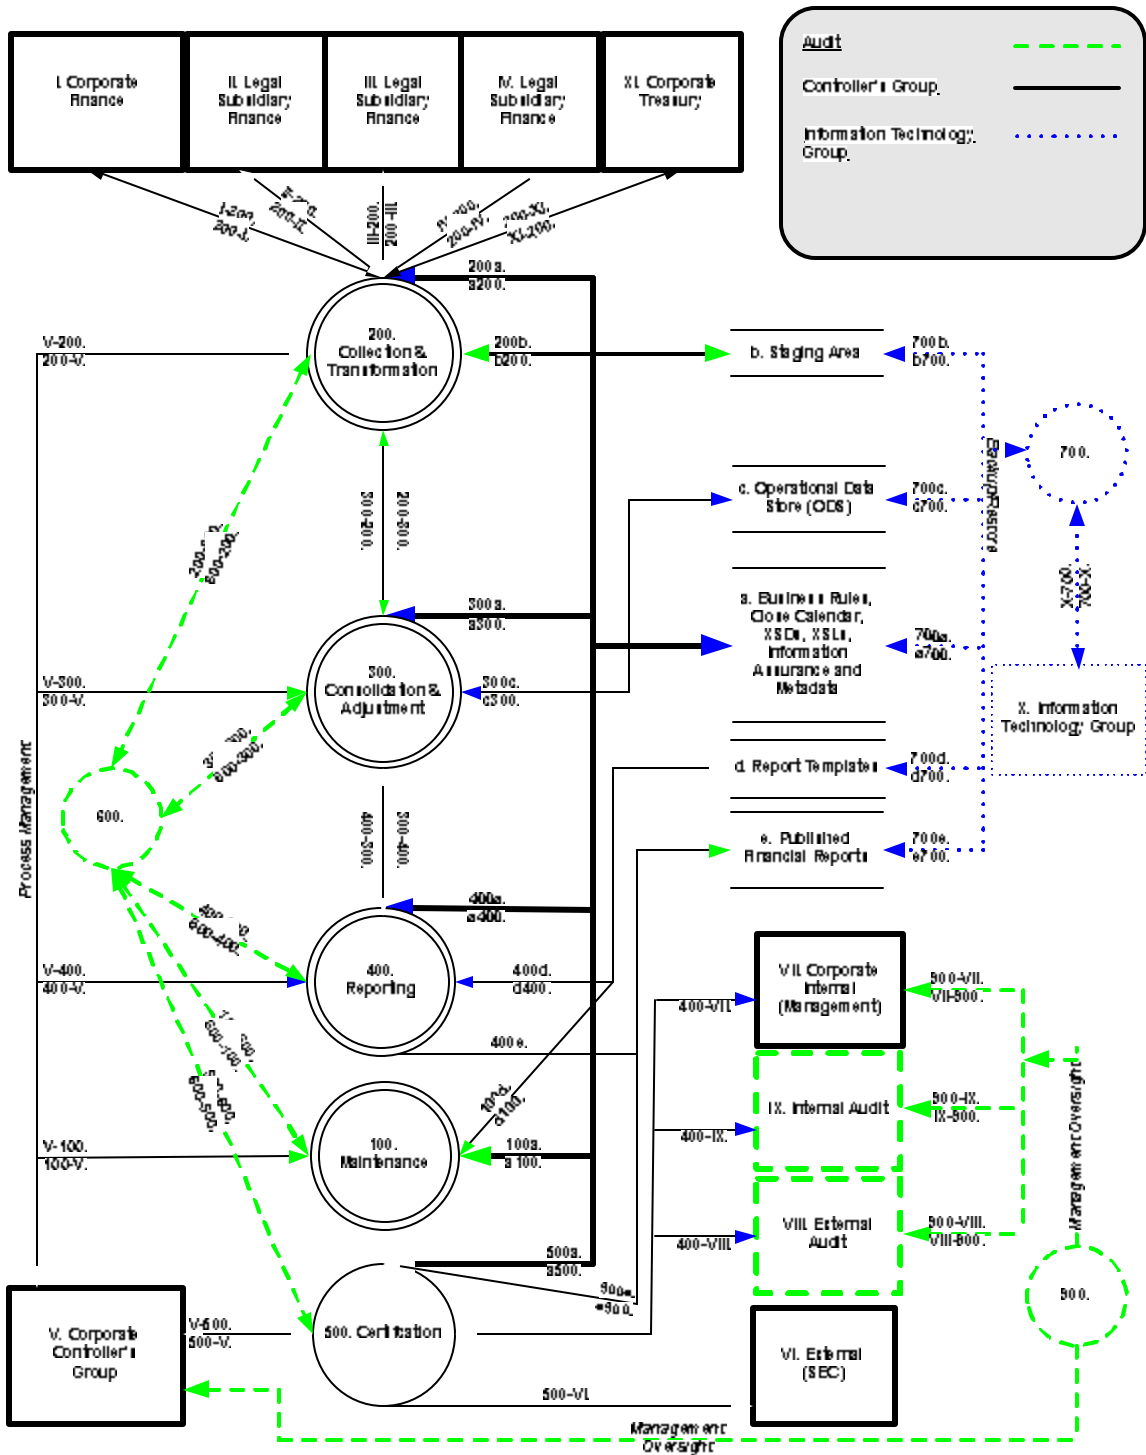 Audit
Controller's Group
Information Technology
Group
I. Corporate
Finance
II. Legal
Subsidiary
Finance
III. Legal
Subsidiary
Finance
IV. Legal
Subsidiary
Finance
XI. Corporate
Treasury
I-200.
200-I.
200-II.
III-200.
200-III.
200-IV.
200-XI.
XI-200.
200a.
a200.
V-200.
200-V.
200.
Collection &
Transformation
200b.
b200.
b. Staging Area
700b.
b700.
700.
Backup/Restore
c. Operational Data
Store (ODS)
700c.
c700.
300-200.
200-300.
600-200.
X-700.
700-X.
300a.
a300.
a. Business Rules,
Close Calendar,
XSDs, XSLs,
Information
Assurance and
Metadata
700a.
a700.
V-300.
300-V.
300.
Consolidation &
Adjustment
300c.
c300.
X. Information
Technology Group
600-300.
d. Report Templates
700d.
d700.
Process Management
600.
400-300.
300-400.
e. Published
Financial Reports
700e.
e700.
400a.
a400.
600-400.
V-400.
400-V.
400.
Reporting
400d.
d400.
VII. Corporate
Internal
(Management)
900-VII.
VII-900.
400-VII.
600-100.
400e.
600-500.
100d.
d100.
IX. Internal Audit
900-IX.
IX-900.
400-IX.
Management Oversight
V-100.
100-V.
100.
Maintenance
100a.
a100.
VIII. External
Audit
900-VIII.
VIII-900.
400-VIII.
500a.
a500.
500e.
e500.
900.
V. Corporate
Controller's
Group
V-500.
500-V.
500. Certification
VI. External
(SEC)
500-VI.
Management
Oversight